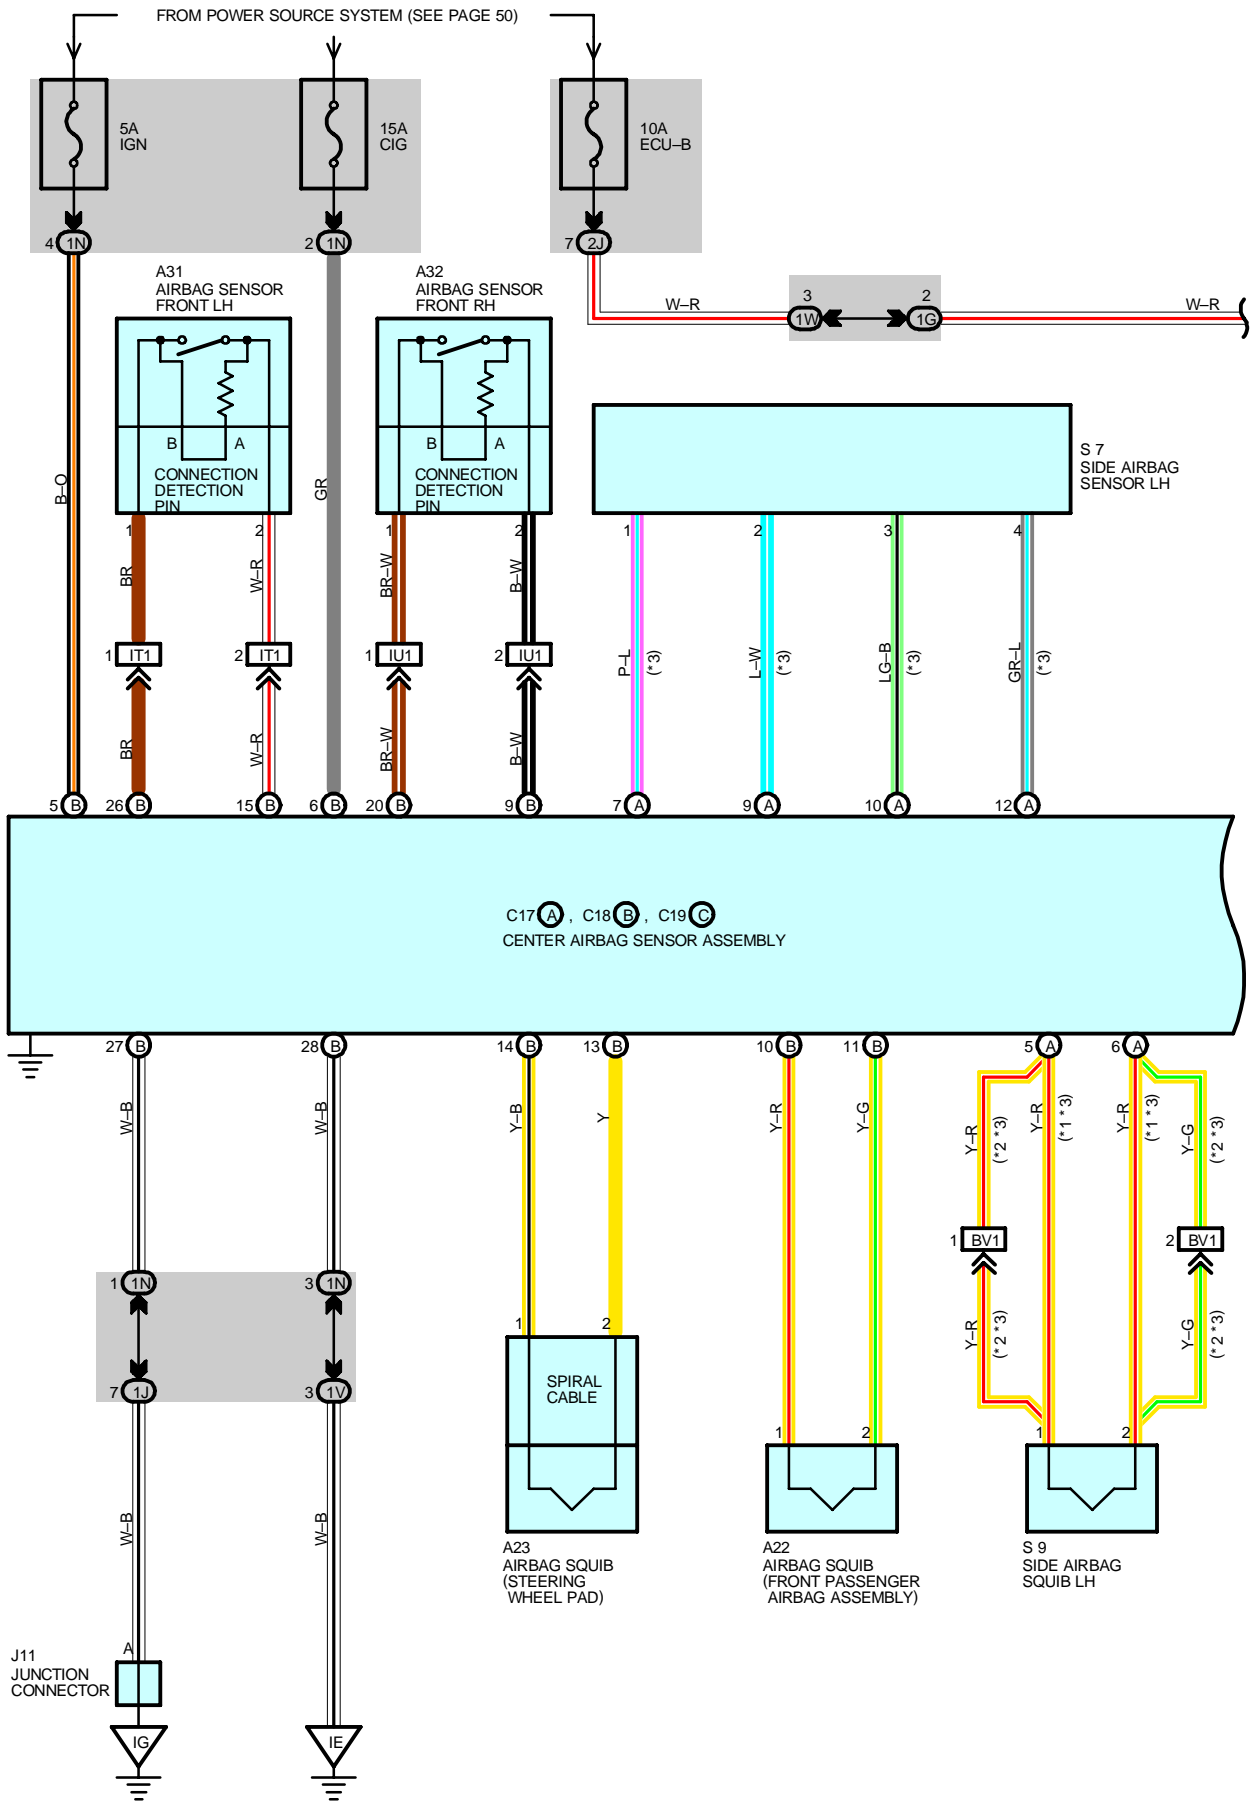 FROM POWER SOURCE SYSTEM (SEE PAGE 50)
5A
IGN
15A
CIG
10A
ECU–B
4 1N
2 1N
7 2J
A31
AIRBAG SENSOR
FRONT LH
A32
AIRBAG SENSOR
FRONT RH
W–R
3
1W
2
1G
W–R
B A
CONNECTION
DETECTION
PIN
B A
CONNECTION
DETECTION
PIN
S 7
SIDE AIRBAG
SENSOR LH
B–O
GR
1 2
1 2
1 2 3 4
BR
W–R
BR–W
B–W
1 IT1
2 IT1
1 IU1
2 IU1
P–L
(*3)
L–W
(*3)
LG–B
(*3)
GR–L
(*3)
BR
W–R
BR–W
B–W
5 B
26 B
15 B
6 B
20 B
9 B
7 A
9 A
10 A
12 A
C17 A , C18 B , C19 C
CENTER AIRBAG SENSOR ASSEMBLY
27 B
28 B
14 B
13 B
10 B
11 B
5 A
6 A
W–B
W–B
Y–B
Y
Y–R
Y–G
Y–R
(*2 *3)
Y–R
(*1 *3)
Y–R
(*1 *3)
Y–G
(*2 *3)
1 BV1
2 BV1
1 1N
3 1N
7 1J
3 1V
Y–R
(*2 *3)
Y–G
(*2 *3)
1 2
SPIRAL
CABLE
1 2
1 2
W–B
W–B
A23
AIRBAG SQUIB
(STEERING
WHEEL PAD)
A22
AIRBAG SQUIB
(FRONT PASSENGER
AIRBAG ASSEMBLY)
S 9
SIDE AIRBAG
SQUIB LH
A
J11
JUNCTION
CONNECTOR
IG
IE